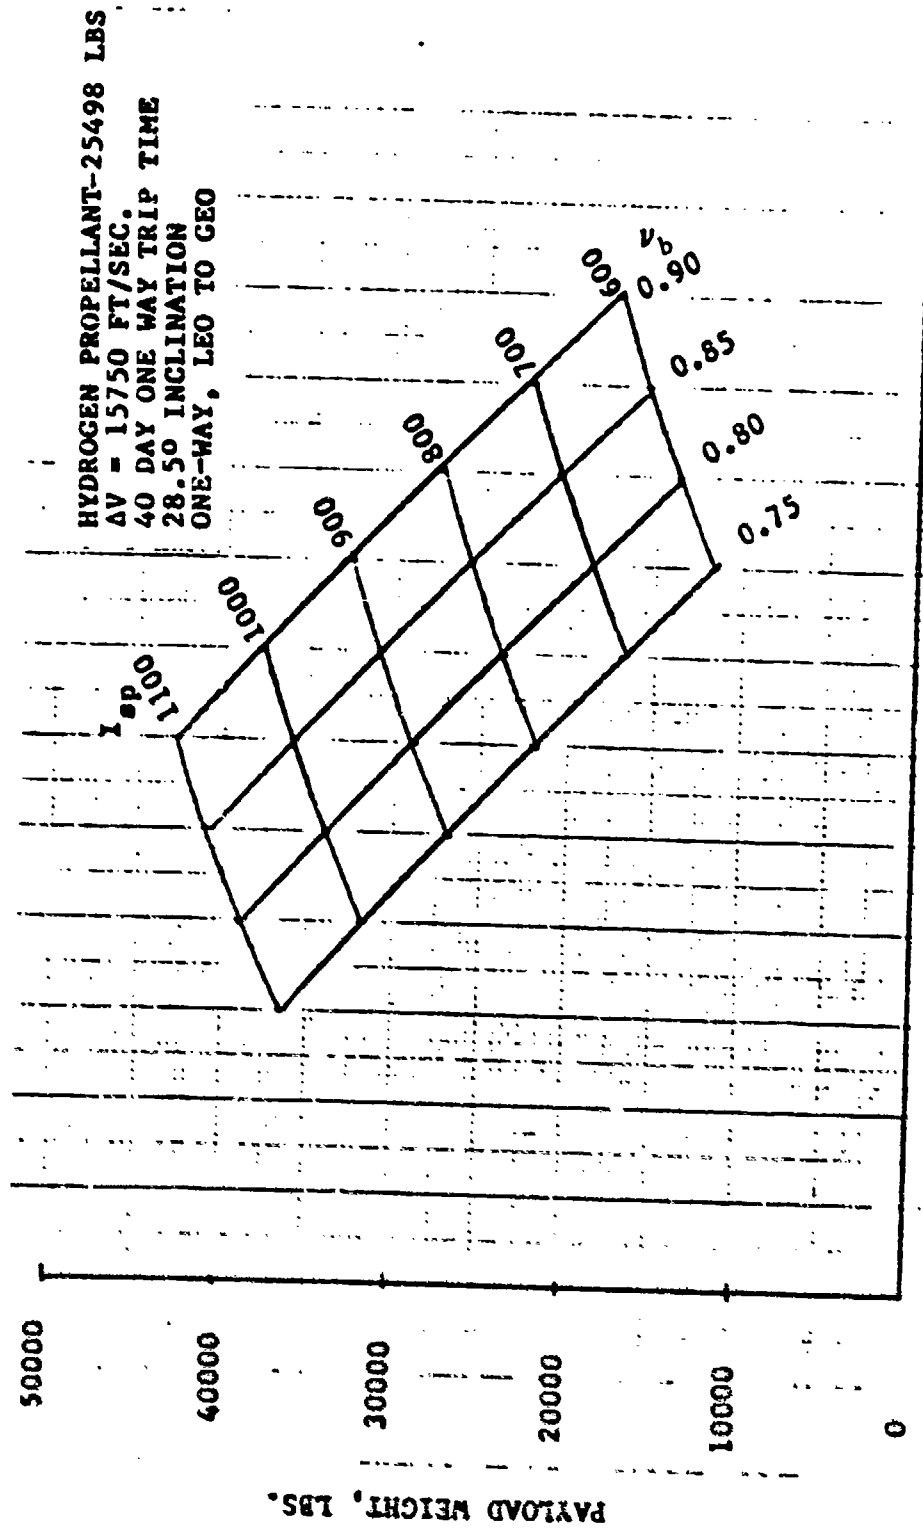 HYDROGEN PROPELLANT-25498 LBS
ΔV = 15750 FT/SEC.
40 DAY ONE WAY TRIP TIME
28.5° INCLINATION
ONE-WAY, LEO TO GEO
I sp
1100
1000
900
800
700
600
ν b
0.90
0.85
0.80
0.75
50000
40000
30000
20000
10000
0
PAYLOAD WEIGHT, LBS.